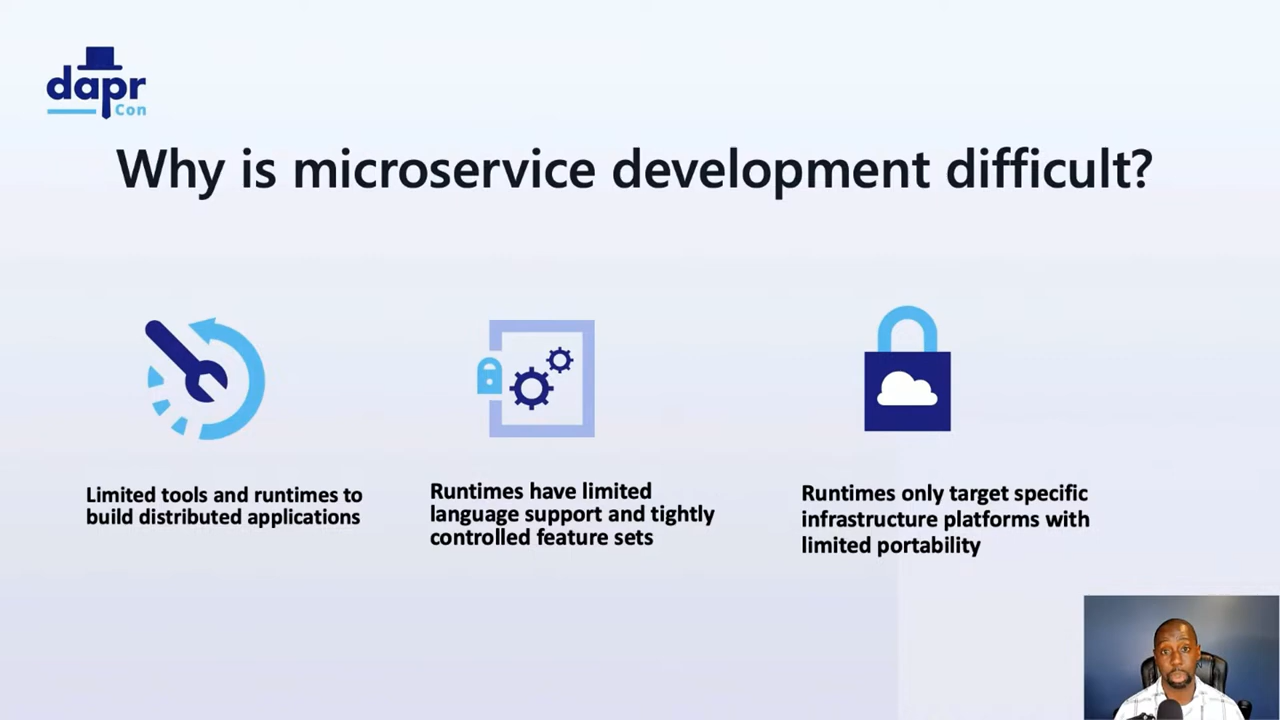 dapr
Con
Why is microservice development difficult?
Limited tools and runtimes to
build distributed applications
Runtimes have limited
language support and tightly
controlled feature sets
Runtimes only target specific
infrastructure platforms with
limited portability